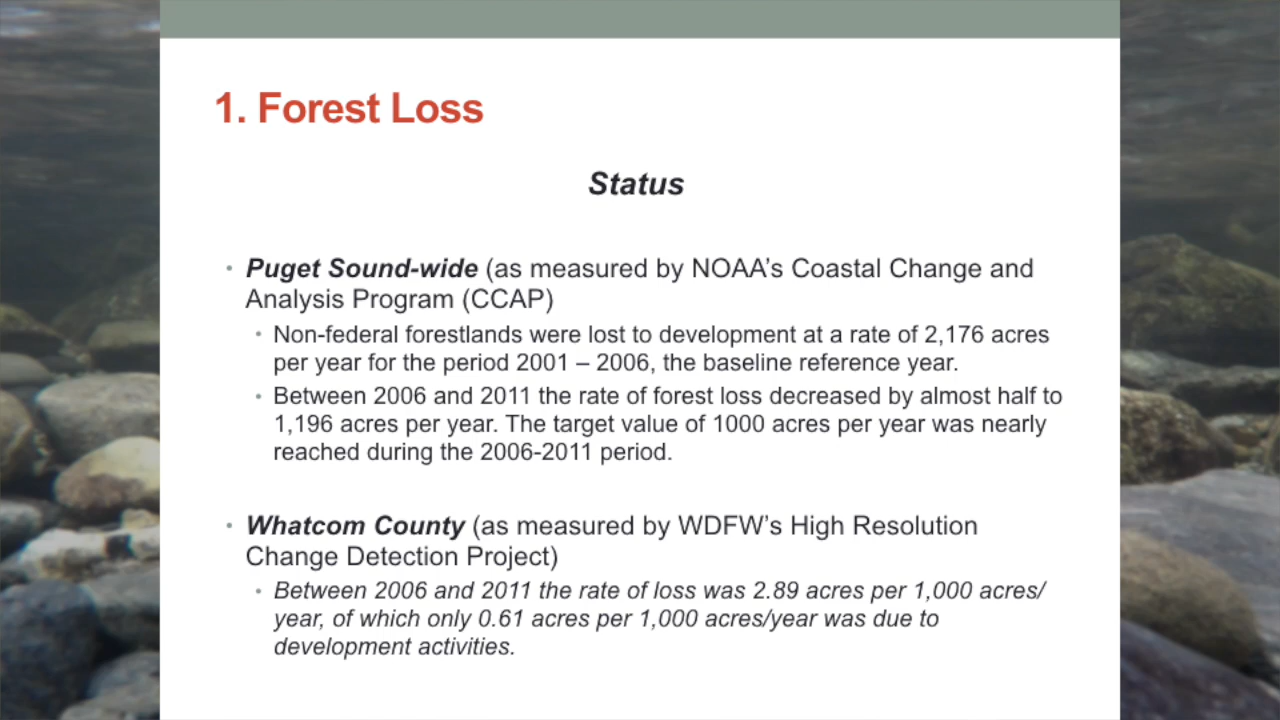 1. Forest Loss
Status
• Puget Sound-wide (as measured by NOAA’s Coastal Change and
Analysis Program (CCAP)
• Non-federal forestlands were lost to development at a rate of 2,176 acres
per year for the period 2001 – 2006, the baseline reference year.
• Between 2006 and 2011 the rate of forest loss decreased by almost half to
1,196 acres per year. The target value of 1000 acres per year was nearly
reached during the 2006-2011 period.
• Whatcom County (as measured by WDFW’s High Resolution
Change Detection Project)
• Between 2006 and 2011 the rate of loss was 2.89 acres per 1,000 acres/
year, of which only 0.61 acres per 1,000 acres/year was due to
development activities.